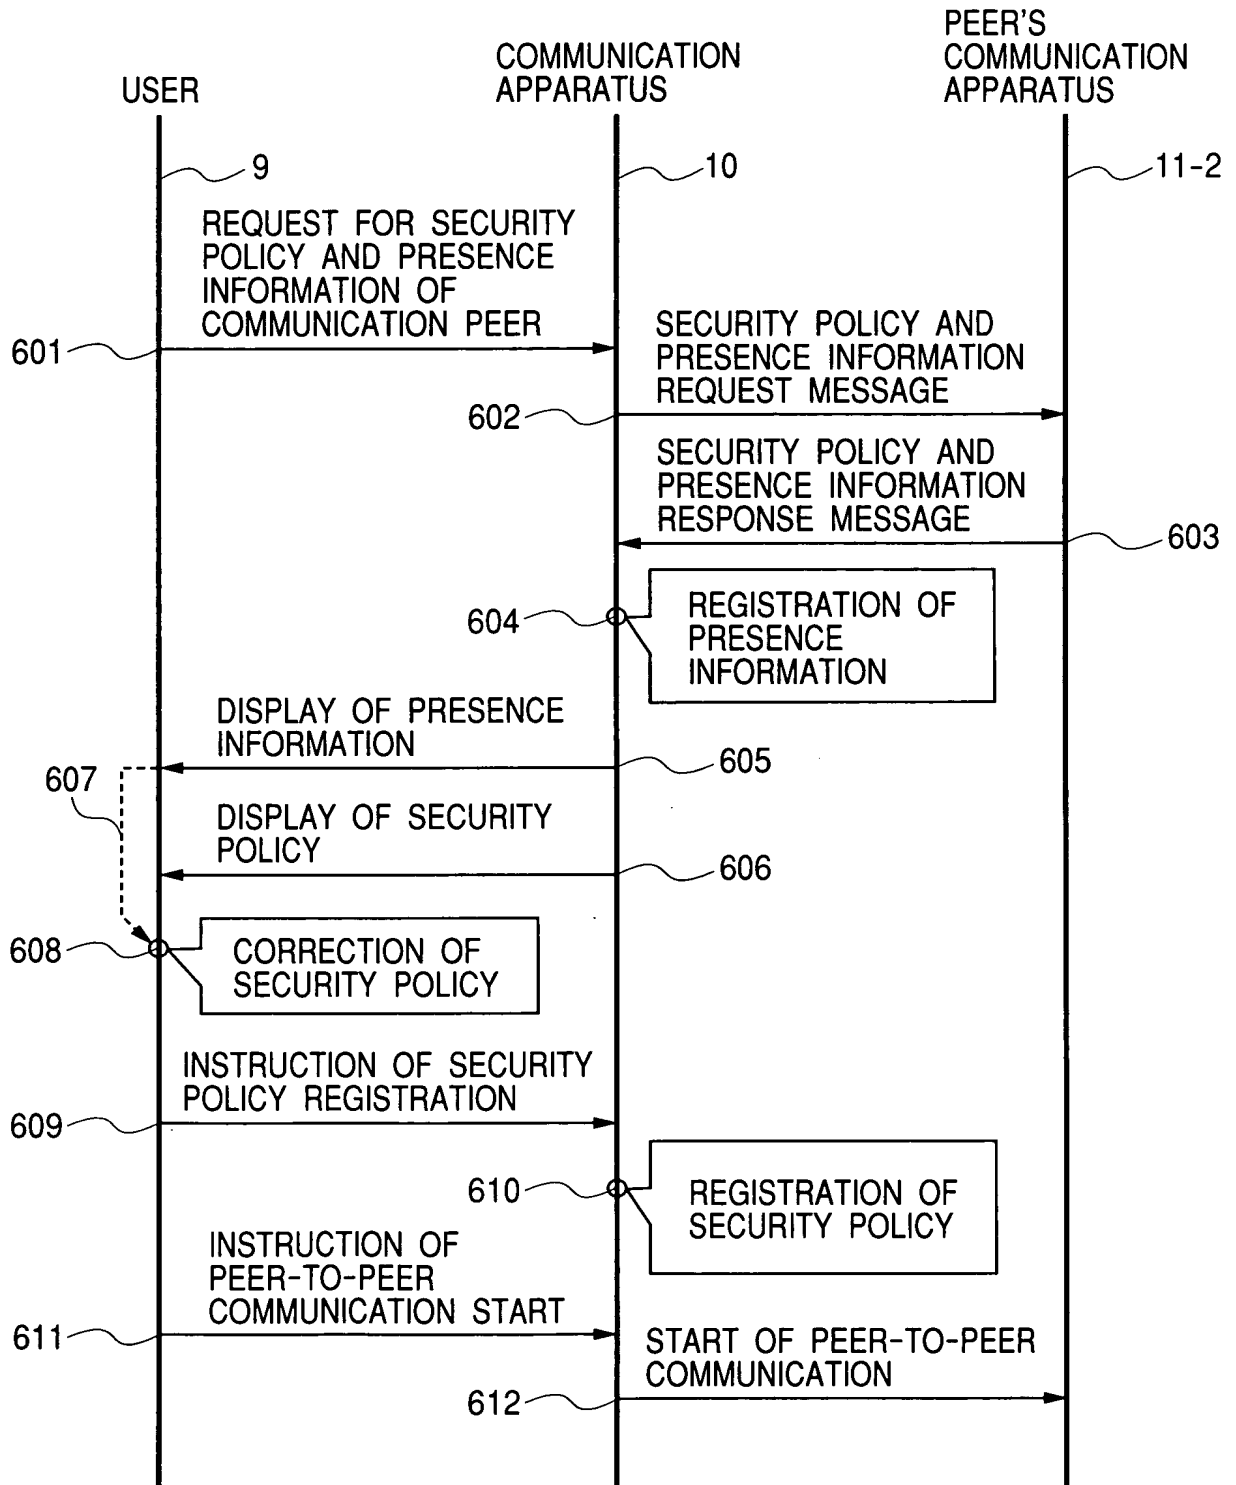 USER
COMMUNICATION
APPARATUS
PEER'S
COMMUNICATION
APPARATUS
9
10
11-2
REQUEST FOR SECURITY
POLICY AND PRESENCE
INFORMATION OF
COMMUNICATION PEER
601
SECURITY POLICY AND
PRESENCE INFORMATION
REQUEST MESSAGE
602
SECURITY POLICY AND
PRESENCE INFORMATION
RESPONSE MESSAGE
603
604
REGISTRATION OF
PRESENCE
INFORMATION
DISPLAY OF PRESENCE
INFORMATION
605
607
DISPLAY OF SECURITY
POLICY
606
608
CORRECTION OF
SECURITY POLICY
INSTRUCTION OF SECURITY
POLICY REGISTRATION
609
610
REGISTRATION OF
SECURITY POLICY
INSTRUCTION OF
PEER-TO-PEER
COMMUNICATION START
611
START OF PEER-TO-PEER
COMMUNICATION
612